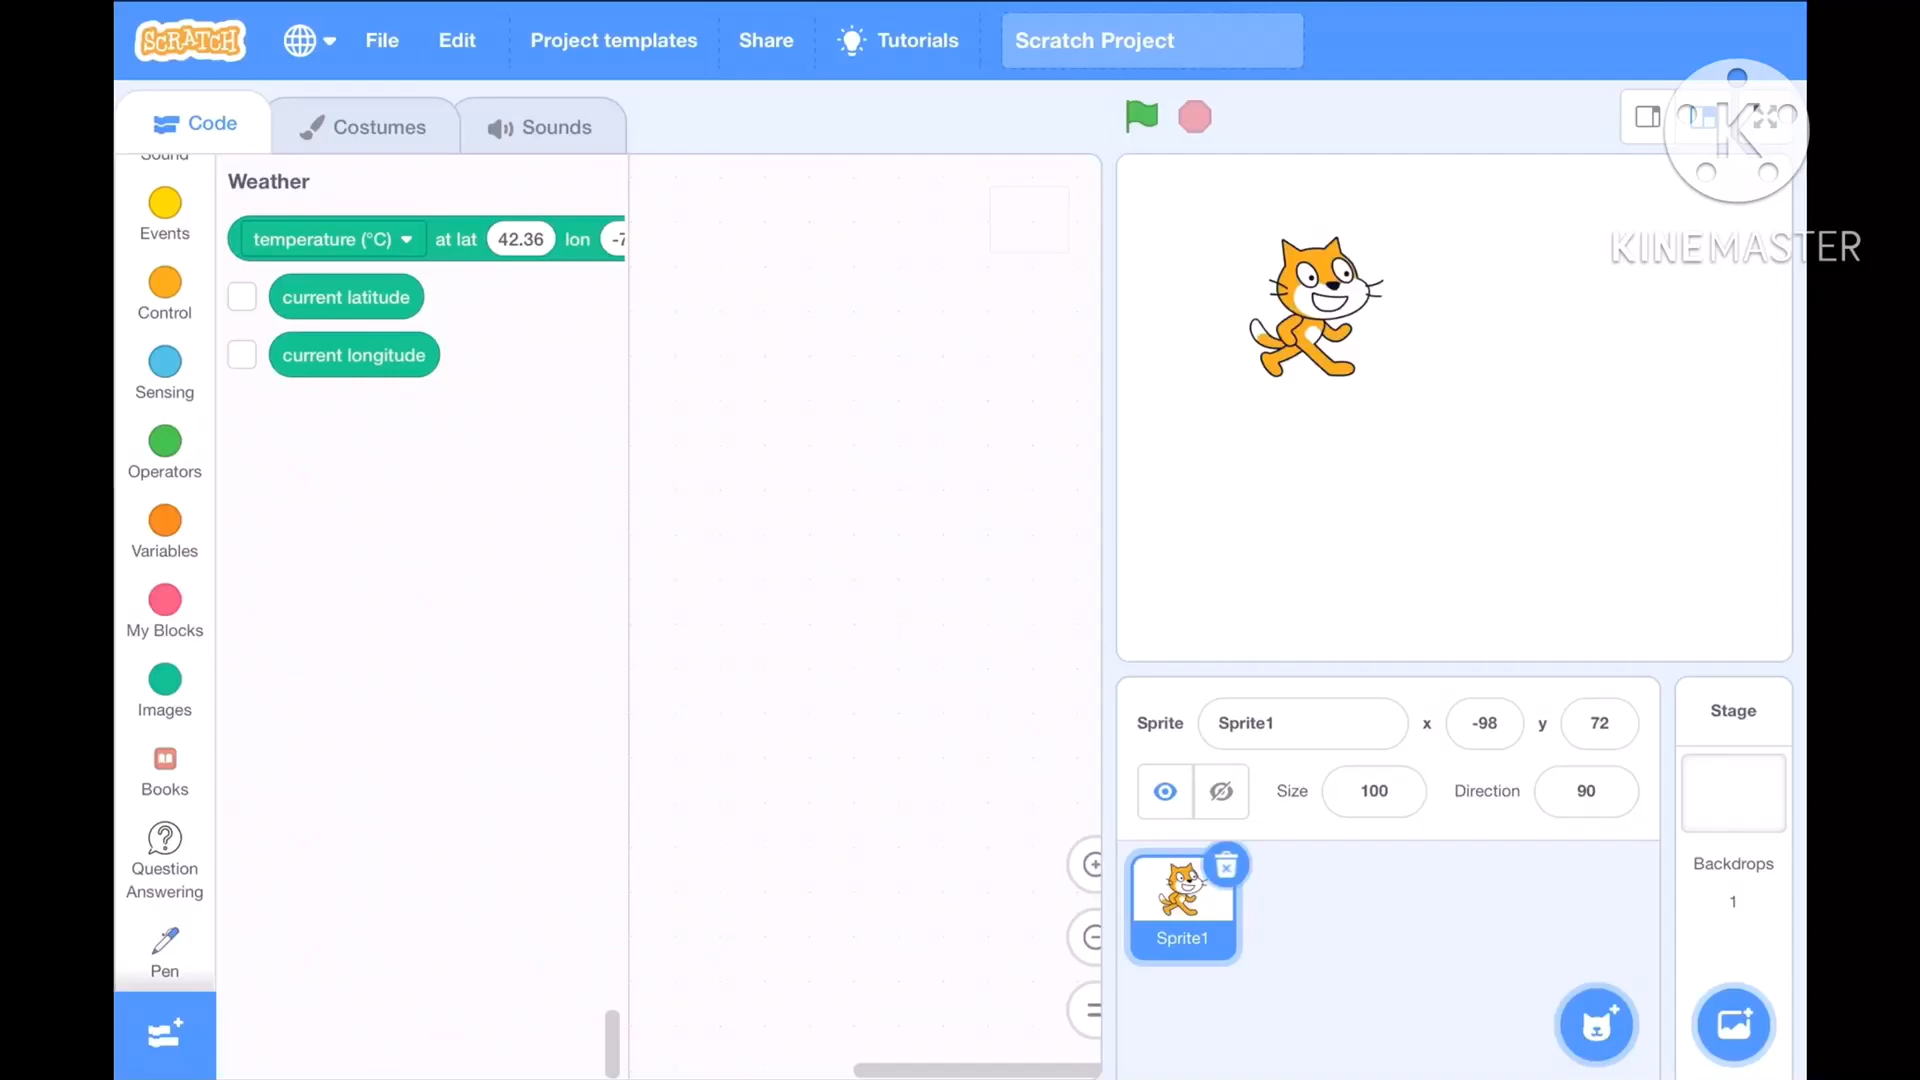 SCRATCH
File
Edit
Project templates
Share
Tutorials
Scratch Project
Code
Costumes
Sounds
K
KINEMASTER
Sound
Events
Control
Sensing
Operators
Variables
My Blocks
Images
Books
Question
Answering
Pen
Weather
temperature (°C) at lat 42.36 lon -7
current latitude
current longitude
Sprite Sprite1 x -98 y 72
Size 100 Direction 90
Sprite1
Stage
Backdrops
1